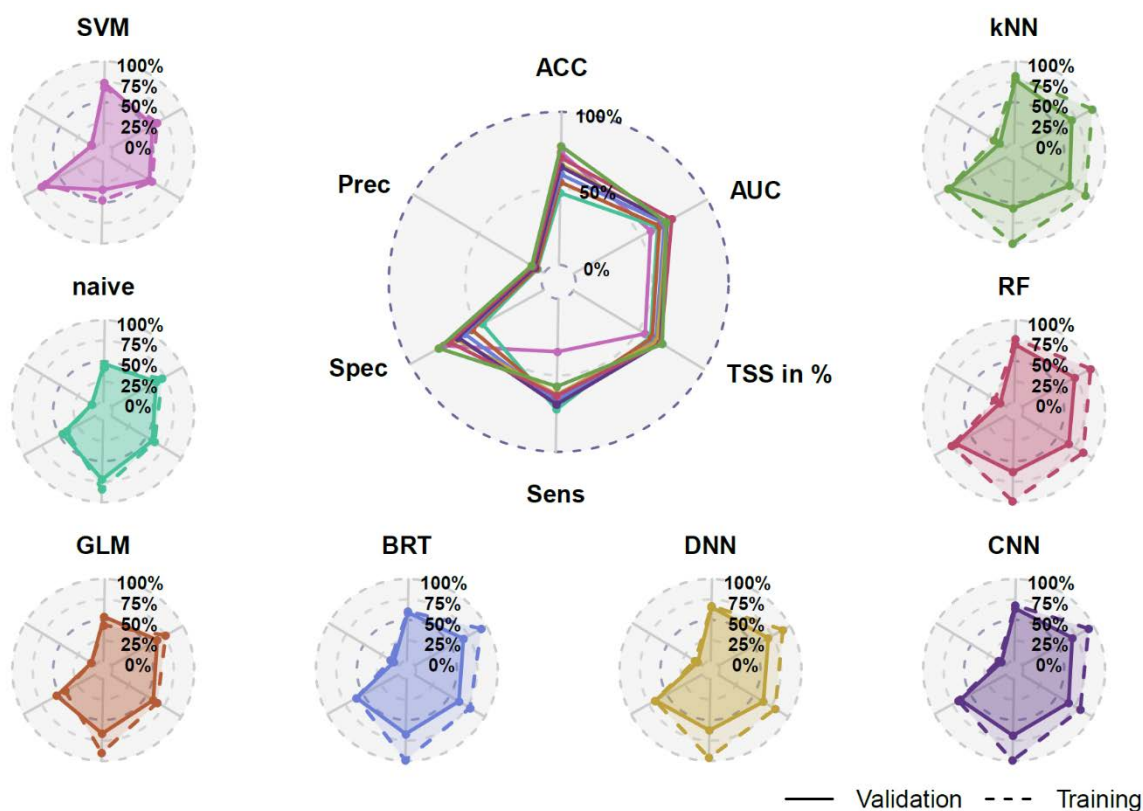 SVM
100%
75%
50%
25%
0%
kNN
100%
75%
50%
25%
0%
ACC
100%
50%
0%
AUC
TSS in %
Sens
Spec
Prec
naive
100%
75%
50%
25%
0%
RF
100%
75%
50%
25%
0%
GLM
100%
75%
50%
25%
0%
BRT
100%
75%
50%
25%
0%
DNN
100%
75%
50%
25%
0%
CNN
100%
75%
50%
25%
0%
Validation
Training